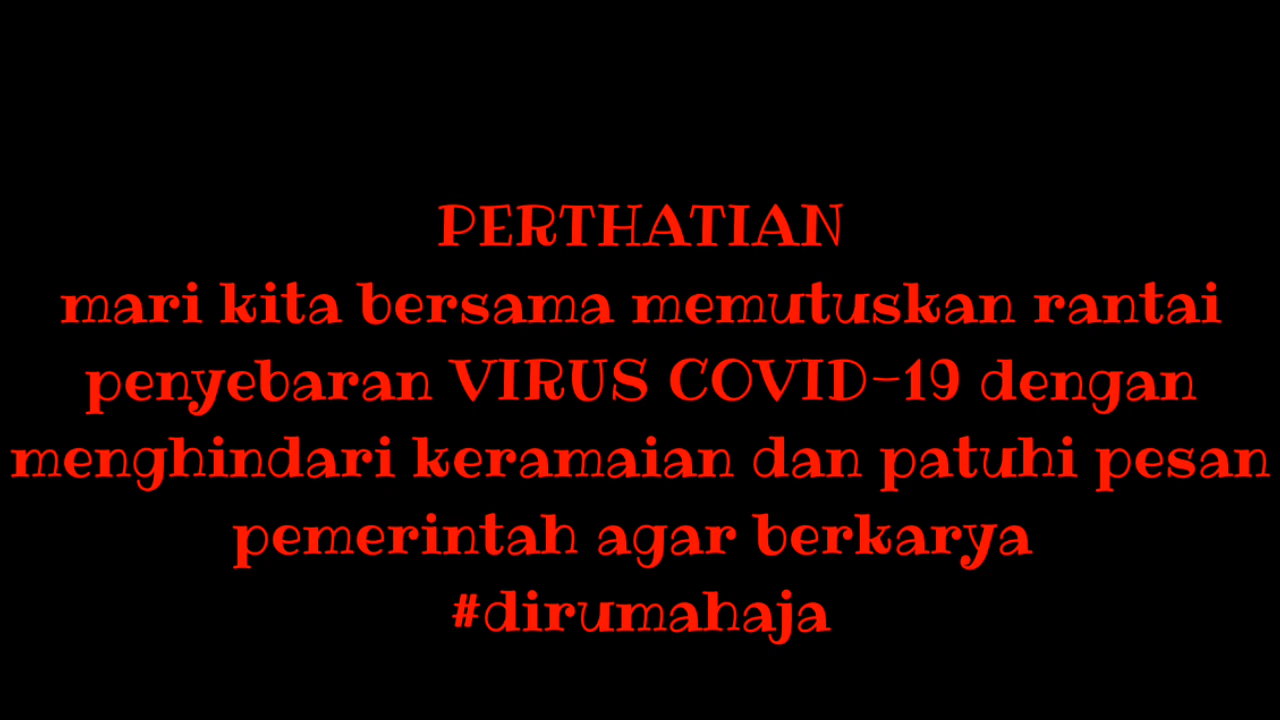 PERTHATIAN
mari kita bersama memutuskan rantai
penyebaran VIRUS COVID-19 dengan
menghindari keramaian dan patuhi pesan
pemerintah agar berkarya
#dirumahaja